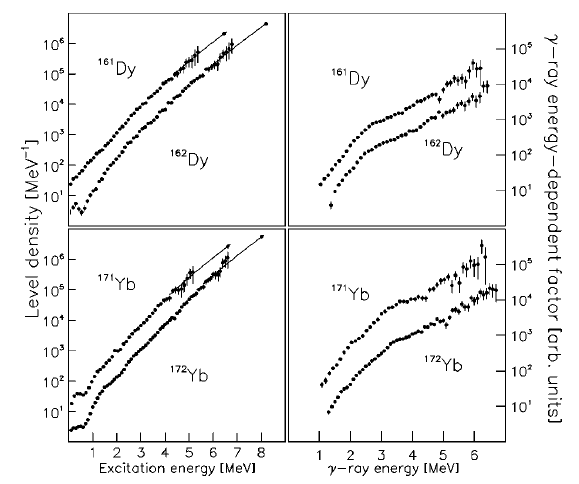 10⁶
10⁵
10⁴
10³
10²
10¹
¹⁶¹Dy
¹⁶²Dy
¹⁶¹Dy
¹⁶²Dy
10⁵
10⁴
10³
10²
10¹
Level density [MeV⁻¹]
γ-ray energy-dependent factor [arb. units]
10⁶
10⁵
10⁴
10³
10²
10¹
¹⁷¹Yb
¹⁷²Yb
¹⁷¹Yb
¹⁷²Yb
10⁵
10⁴
10³
10²
10¹
1 2 3 4 5 6 7 8
1 2 3 4 5 6
Excitation energy [MeV]
γ-ray energy [MeV]